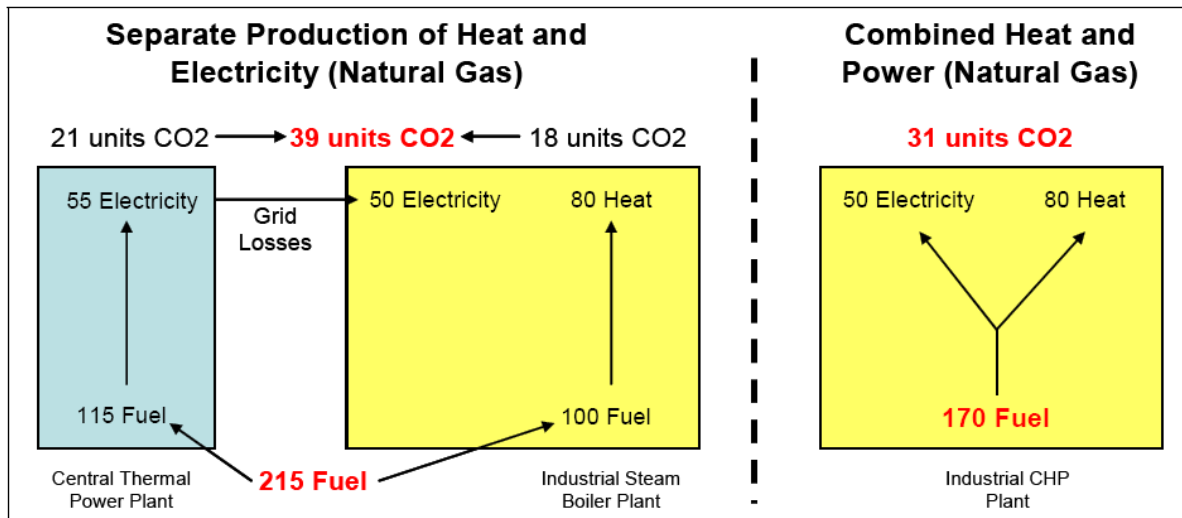 Separate Production of Heat and
Electricity (Natural Gas)
21 units CO2
39 units CO2
18 units CO2
55 Electricity
Grid
Losses
50 Electricity
80 Heat
115 Fuel
100 Fuel
215 Fuel
Central Thermal
Power Plant
Industrial Steam
Boiler Plant
Combined Heat and
Power (Natural Gas)
31 units CO2
50 Electricity
80 Heat
170 Fuel
Industrial CHP
Plant